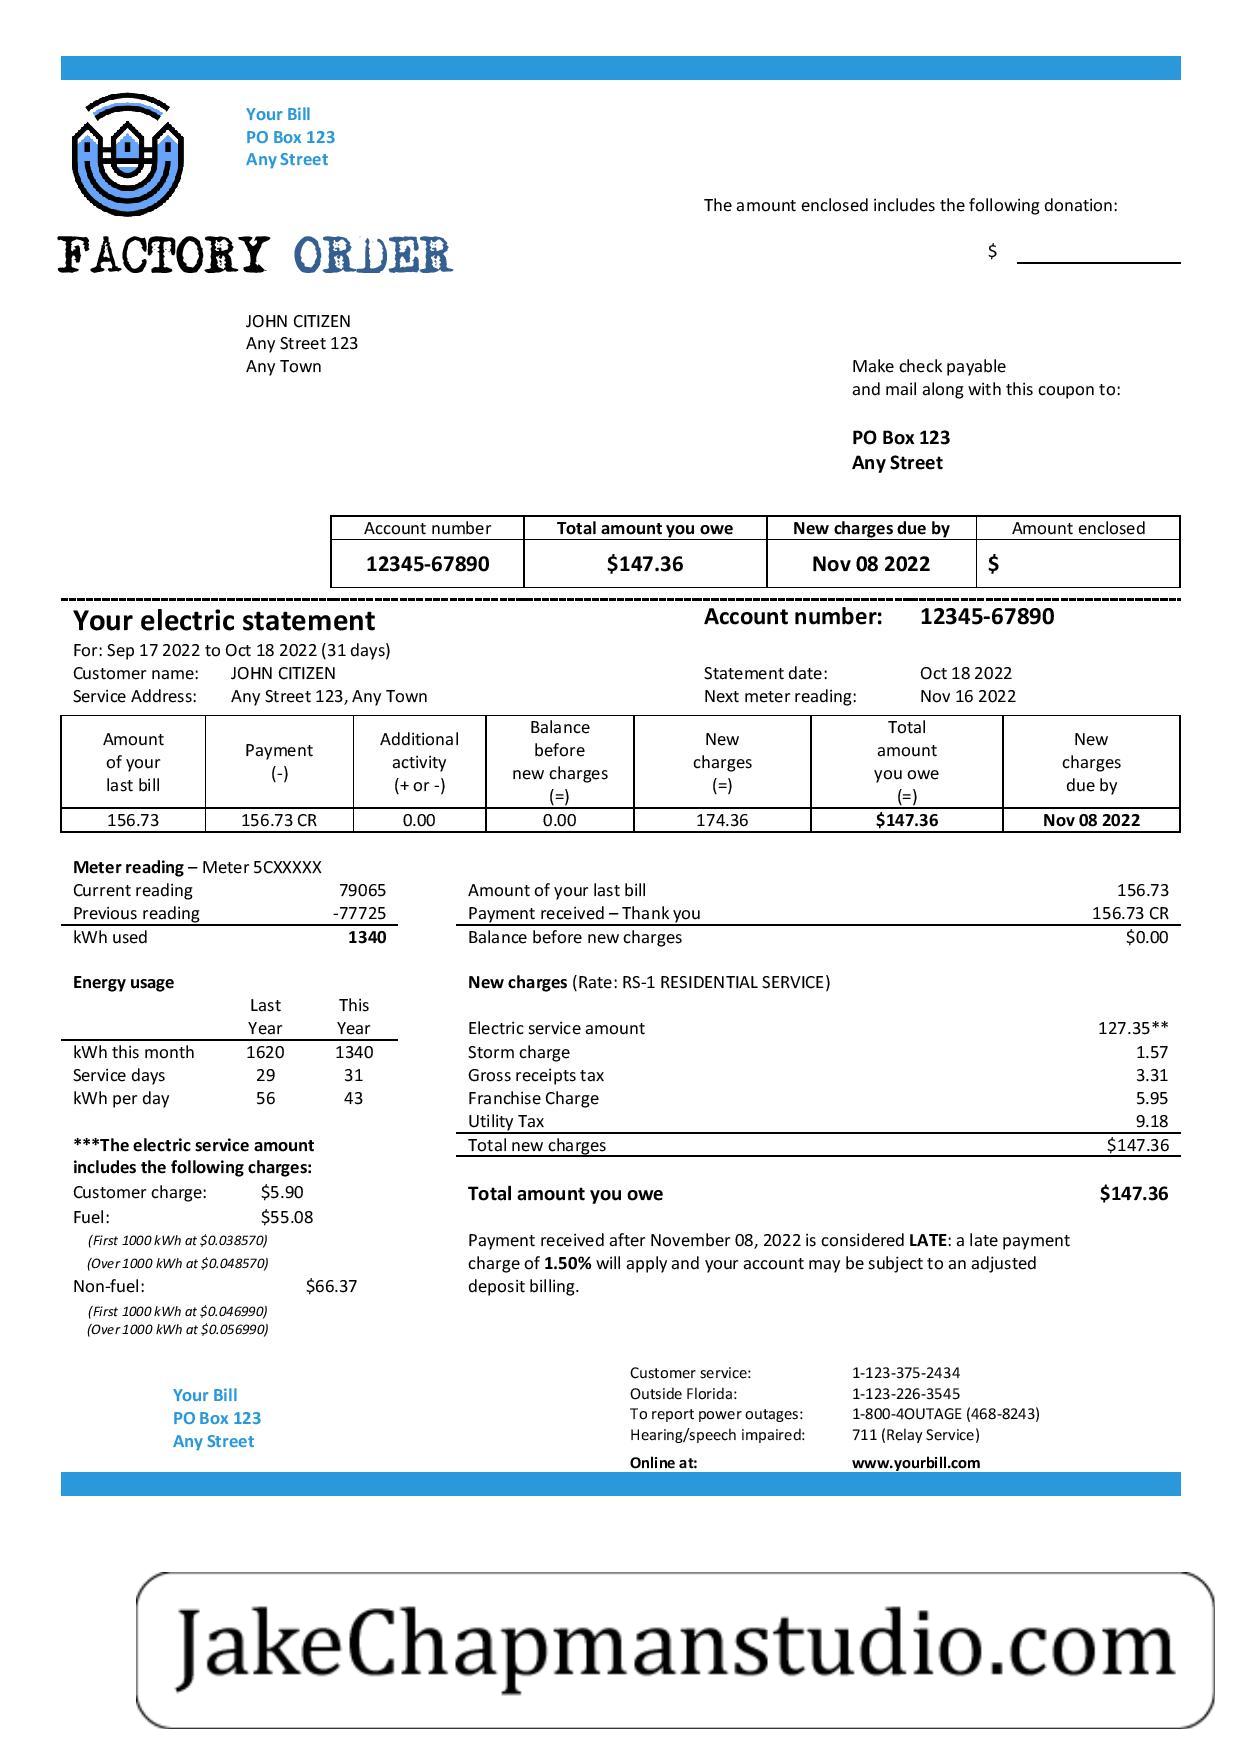 Your Bill
PO Box 123
Any Street
The amount enclosed includes the following donation:
$
FACTORY ORDER
JOHN CITIZEN
Any Street 123
Any Town
Make check payable
and mail along with this coupon to:
PO Box 123
Any Street
Account number Total amount you owe New charges due by Amount enclosed
12345-67890 $147.36 Nov 08 2022 $
Your electric statement Account number: 12345-67890
For: Sep 17 2022 to Oct 18 2022 (31 days)
Customer name: JOHN CITIZEN Statement date: Oct 18 2022
Service Address: Any Street 123, Any Town Next meter reading: Nov 16 2022
Amount of your last bill Payment (-) Additional activity (+ or -) Balance before new charges (=) New charges (=) Total amount you owe (=) New charges due by
156.73 156.73 CR 0.00 0.00 174.36 $147.36 Nov 08 2022
Meter reading – Meter 5CXXXXX
Current reading 79065
Previous reading -77725
kWh used 1340
Amount of your last bill 156.73
Payment received – Thank you 156.73 CR
Balance before new charges $0.00
Energy usage
Last This
Year Year
kWh this month 1620 1340
Service days 29 31
kWh per day 56 43
New charges (Rate: RS-1 RESIDENTIAL SERVICE)
Electric service amount 127.35**
Storm charge 1.57
Gross receipts tax 3.31
Franchise Charge 5.95
Utility Tax 9.18
Total new charges $147.36
***The electric service amount
includes the following charges:
Customer charge: $5.90
Fuel: $55.08
(First 1000 kWh at $0.038570)
(Over 1000 kWh at $0.048570)
Non-fuel: $66.37
(First 1000 kWh at $0.046990)
(Over 1000 kWh at $0.056990)
Total amount you owe $147.36
Payment received after November 08, 2022 is considered LATE: a late payment
charge of 1.50% will apply and your account may be subject to an adjusted
deposit billing.
Your Bill
PO Box 123
Any Street
Customer service: 1-123-375-2434
Outside Florida: 1-123-226-3545
To report power outages: 1-800-4OUTAGE (468-8243)
Hearing/speech impaired: 711 (Relay Service)
Online at: www.yourbill.com
JakeChapmanstudio.com